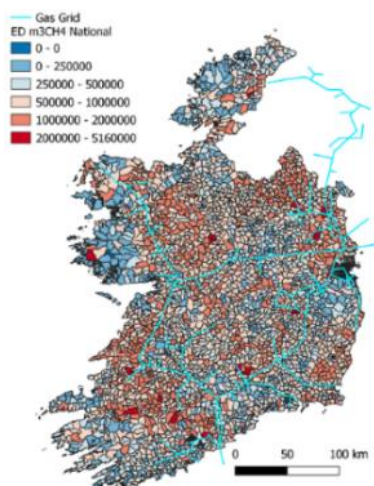 Gas Grid
ED m3CH4 National
0 - 0
0 - 250000
250000 - 500000
500000 - 1000000
1000000 - 2000000
2000000 - 5160000
0 50 100 km